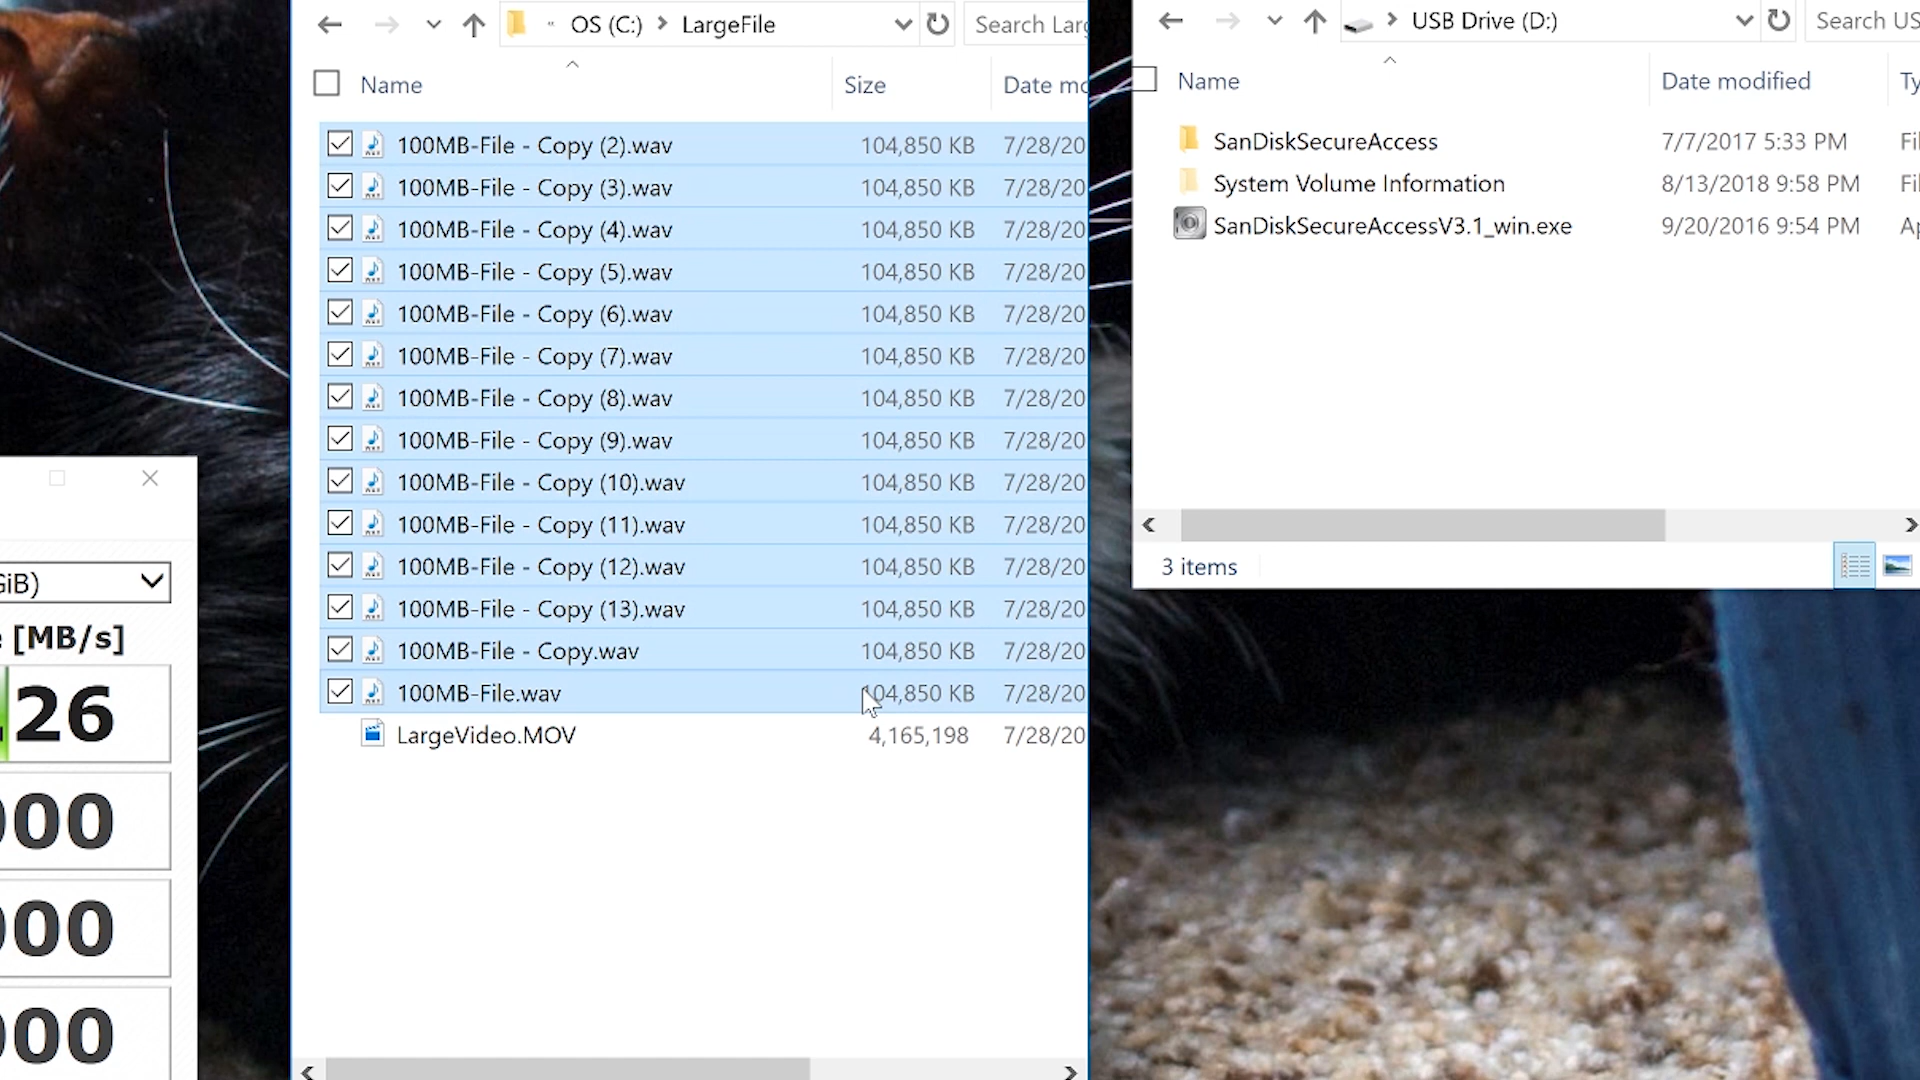 OS (C:) > LargeFile
Search Larg
Name
Size
Date mo
100MB-File - Copy (2).wav 104,850 KB 7/28/20
100MB-File - Copy (3).wav 104,850 KB 7/28/20
100MB-File - Copy (4).wav 104,850 KB 7/28/20
100MB-File - Copy (5).wav 104,850 KB 7/28/20
100MB-File - Copy (6).wav 104,850 KB 7/28/20
100MB-File - Copy (7).wav 104,850 KB 7/28/20
100MB-File - Copy (8).wav 104,850 KB 7/28/20
100MB-File - Copy (9).wav 104,850 KB 7/28/20
100MB-File - Copy (10).wav 104,850 KB 7/28/20
100MB-File - Copy (11).wav 104,850 KB 7/28/20
100MB-File - Copy (12).wav 104,850 KB 7/28/20
100MB-File - Copy (13).wav 104,850 KB 7/28/20
100MB-File - Copy.wav 104,850 KB 7/28/20
100MB-File.wav 104,850 KB 7/28/20
LargeVideo.MOV 4,165,198 7/28/20
> USB Drive (D:)
Search US
Name
Date modified
Ty
SanDiskSecureAccess 7/7/2017 5:33 PM Fil
System Volume Information 8/13/2018 9:58 PM Fil
SanDiskSecureAccessV3.1_win.exe 9/20/2016 9:54 PM Ap
3 items
GiB)
e [MB/s]
.26
000
000
000